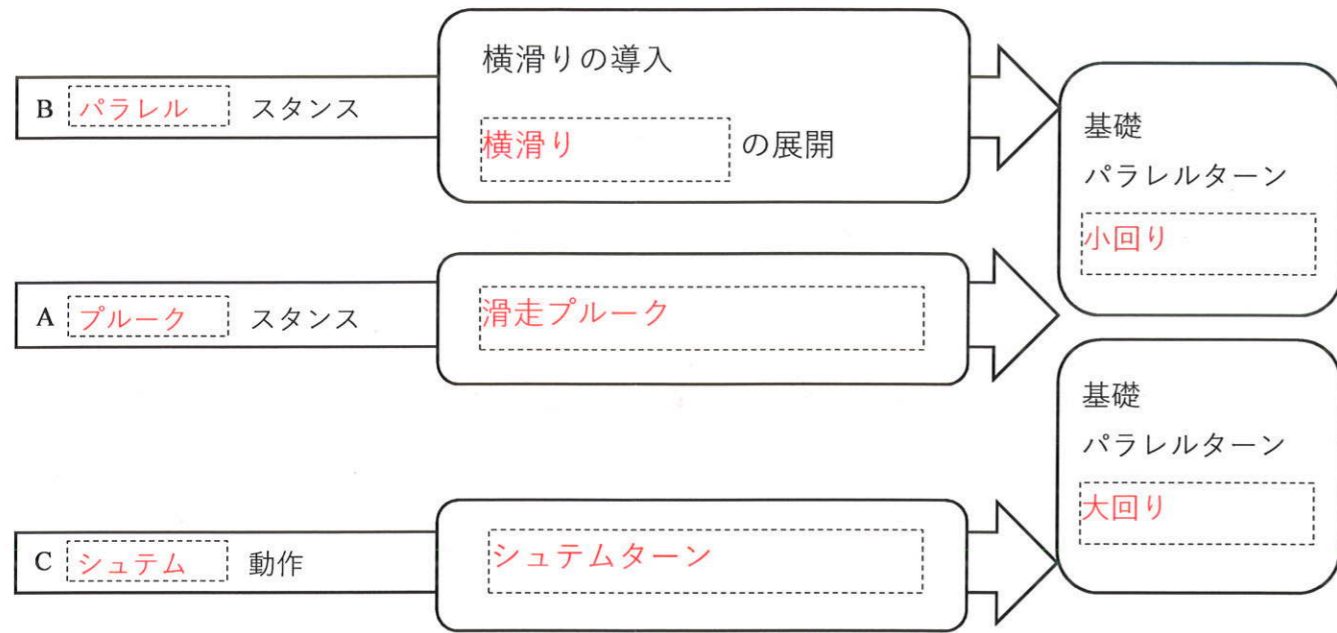 横滑りの導入
B パラレル スタンス
横滑り の展開
基礎
パラレルターン
小回り
A プルーク スタンス
滑走プルーク
基礎
パラレルターン
大回り
C シュテム 動作
シュテムターン